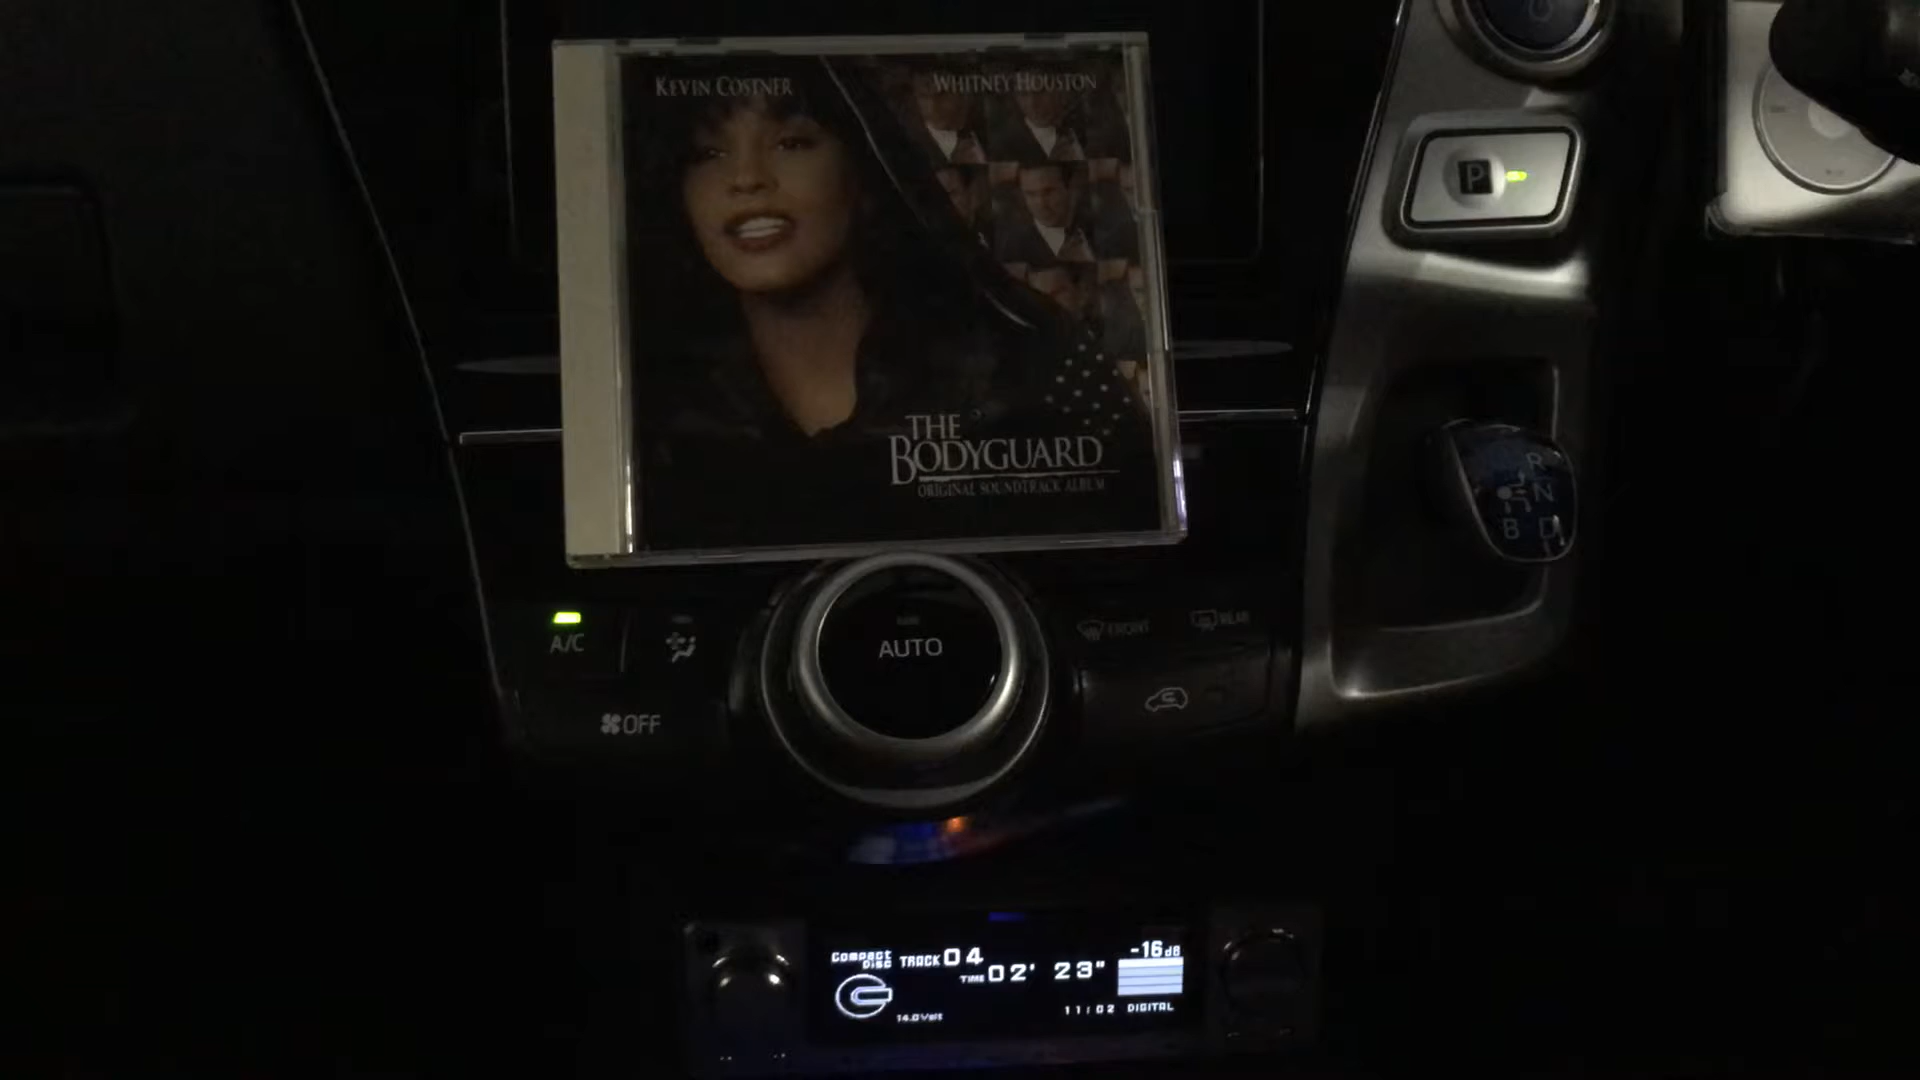 KEVIN COSTNER
WHITNEY HOUSTON
THE
BODYGUARD
ORIGINAL SOUNDTRACK ALBUM
P
R
N
B D
A/C
AUTO
FRONT
REAR
OFF
Compact
Disc
TRACK 04
TIME 02' 23"
-16dB
14.0Volt
11:02 DIGITAL